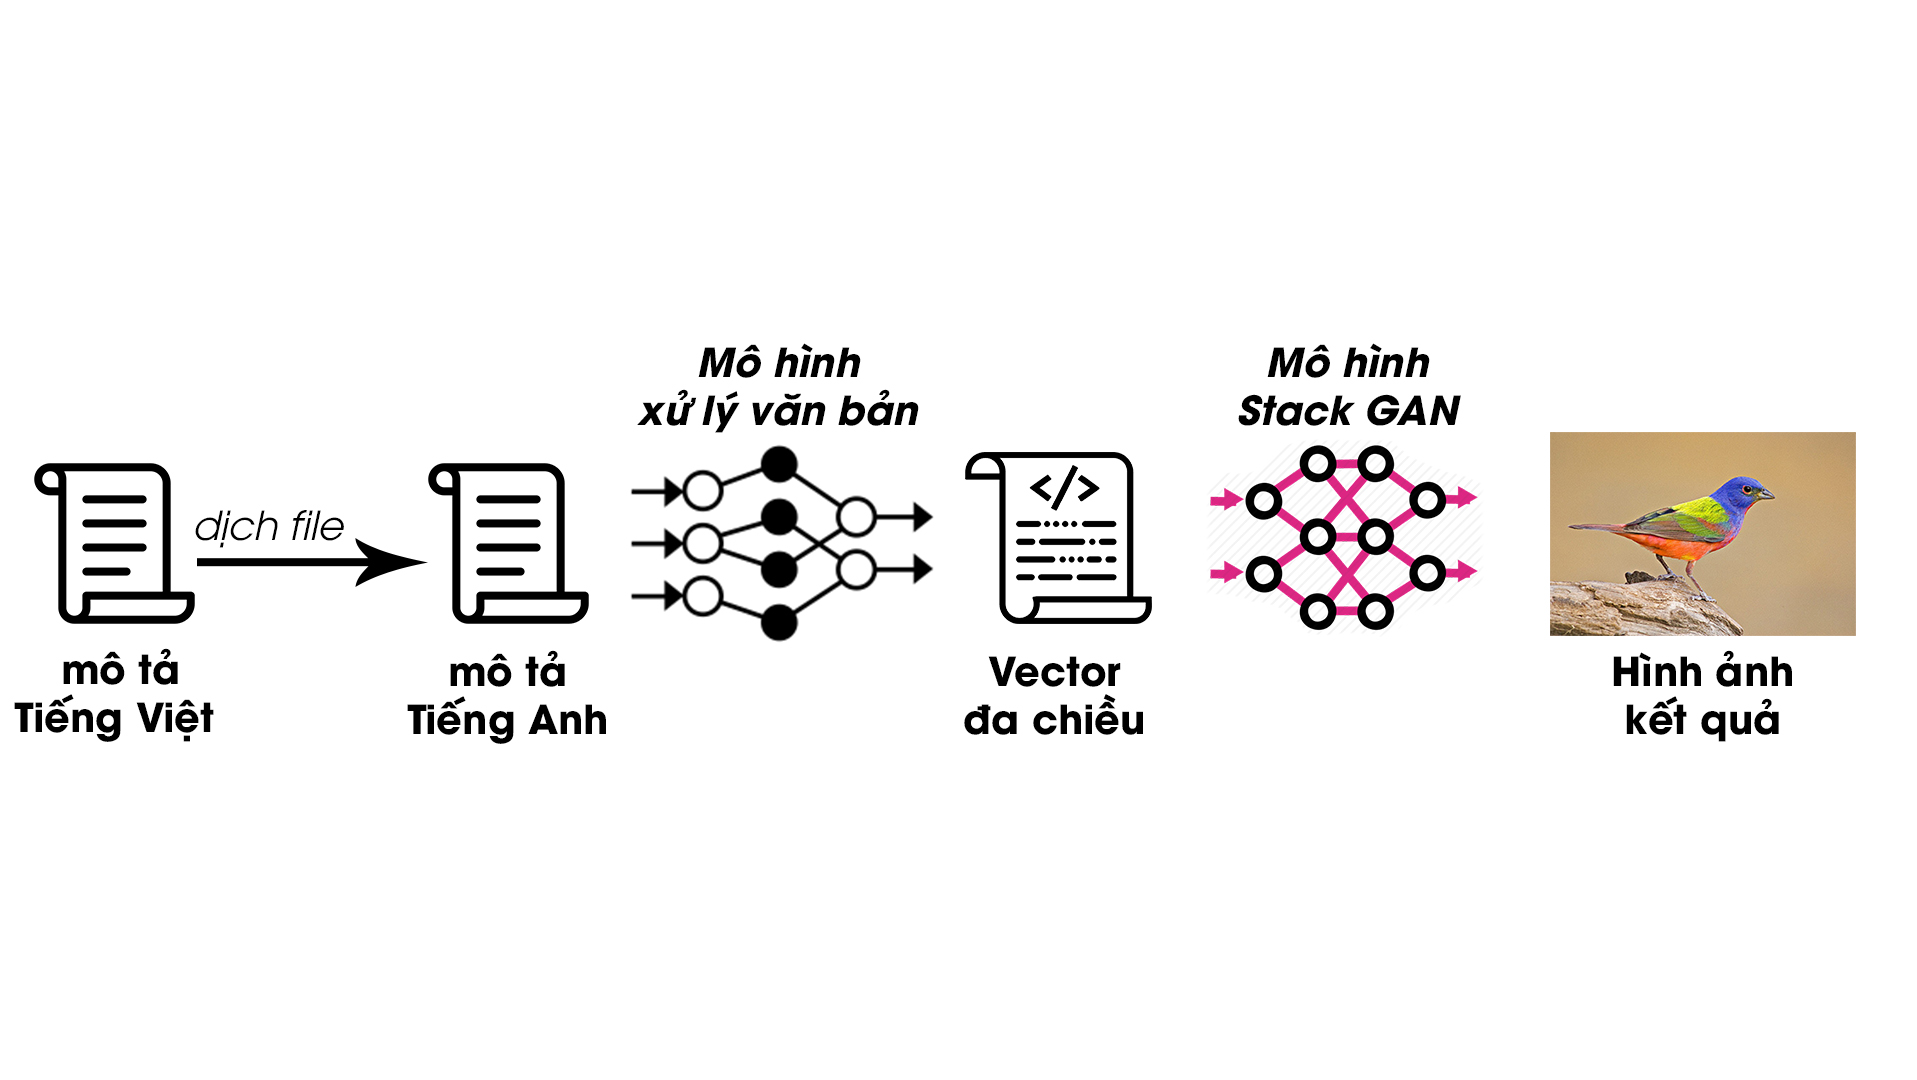 mô tả
Tiếng Việt
dịch file
mô tả
Tiếng Anh
Mô hình
xử lý văn bản
</>
Vector
đa chiều
Mô hình
Stack GAN
Hình ảnh
kết quả